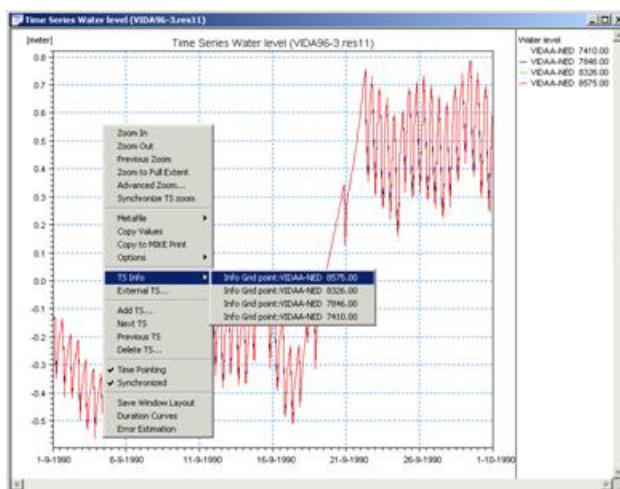 Time Series Water level (VIDA96-3.res11)
[meter]
Time Series Water level (VIDA96-3.res11)
Water level
VIDAA-NED 7410.00
VIDAA-NED 7846.00
VIDAA-NED 8326.00
VIDAA-NED 8575.00
0.8
0.7
0.6
0.5
0.4
0.3
0.2
0.1
0.0
-0.1
-0.2
-0.3
-0.4
-0.5
Zoom In
Zoom Out
Previous Zoom
Zoom to Full Extent
Advanced Zoom...
Synchronize TS zoom
Metafile
Copy Values
Copy to MIKE Print
Options
TS Info
External TS...
Add TS...
Next TS
Previous TS
Delete TS...
Time Pointing
Synchronized
Save Window Layout
Duration Curves
Error Estimation
Info Grid point:VIDAA-NED 8575.00
Info Grid point:VIDAA-NED 8326.00
Info Grid point:VIDAA-NED 7846.00
Info Grid point:VIDAA-NED 7410.00
1-9-1990 6-9-1990 11-9-1990 16-9-1990 21-9-1990 26-9-1990 1-10-1990